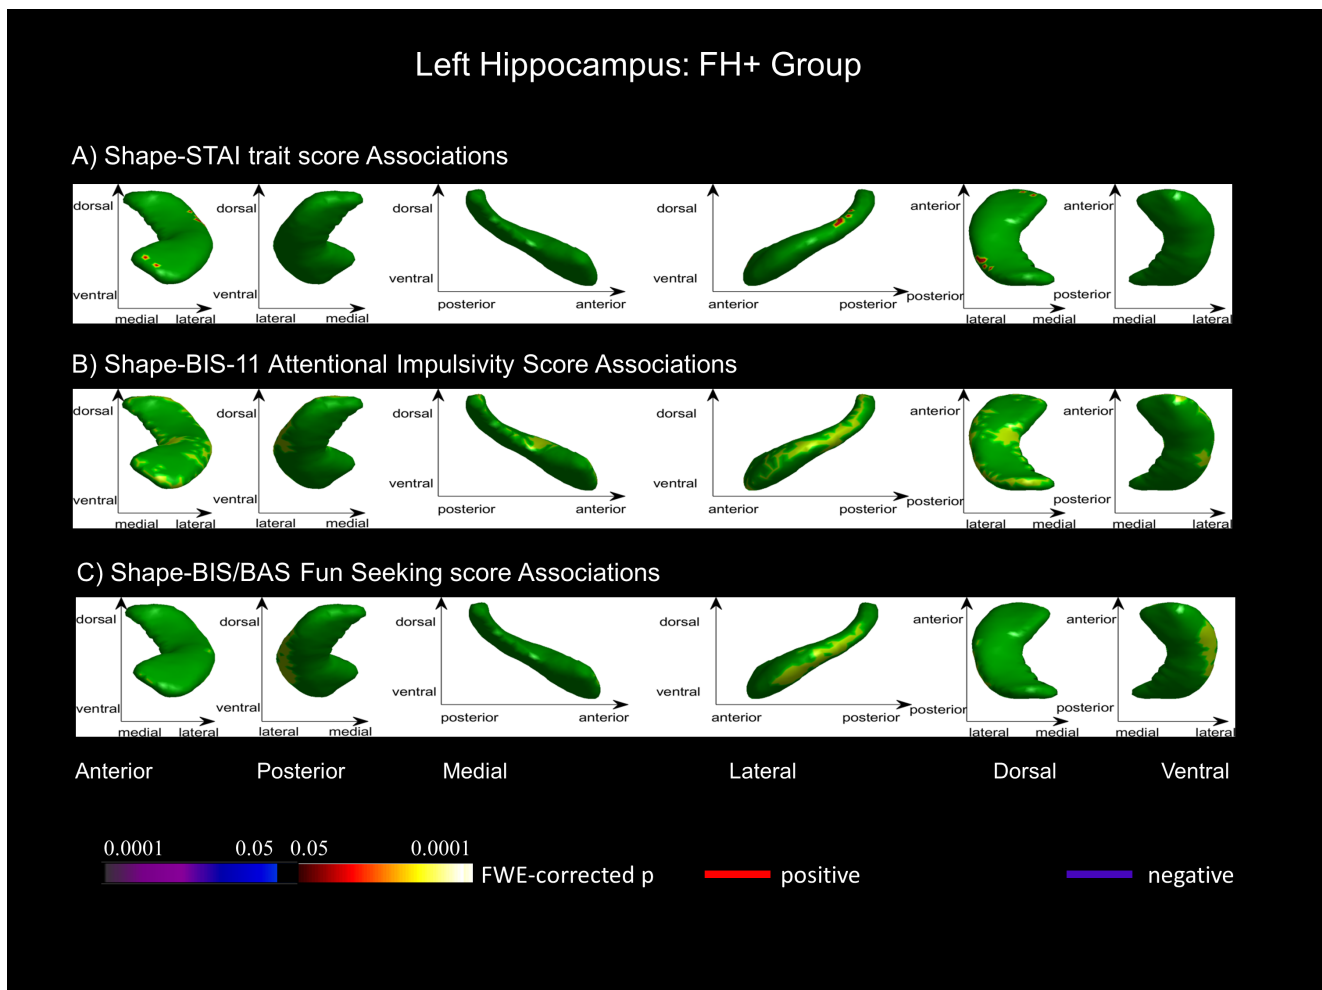 Left Hippocampus: FH+ Group
A) Shape-STAI trait score Associations
dorsal dorsal dorsal dorsal anterior anterior
ventral ventral ventral ventral posterior posterior
medial lateral lateral medial posterior anterior anterior posterior lateral medial medial lateral
B) Shape-BIS-11 Attentional Impulsivity Score Associations
dorsal dorsal dorsal dorsal anterior anterior
ventral ventral ventral ventral posterior posterior
medial lateral lateral medial posterior anterior anterior posterior lateral medial medial lateral
C) Shape-BIS/BAS Fun Seeking score Associations
dorsal dorsal dorsal dorsal anterior anterior
ventral ventral ventral ventral posterior posterior
medial lateral lateral medial posterior anterior anterior posterior lateral medial medial lateral
Anterior Posterior Medial Lateral Dorsal Ventral
0.0001 0.05 0.05 0.0001
FWE-corrected p positive negative